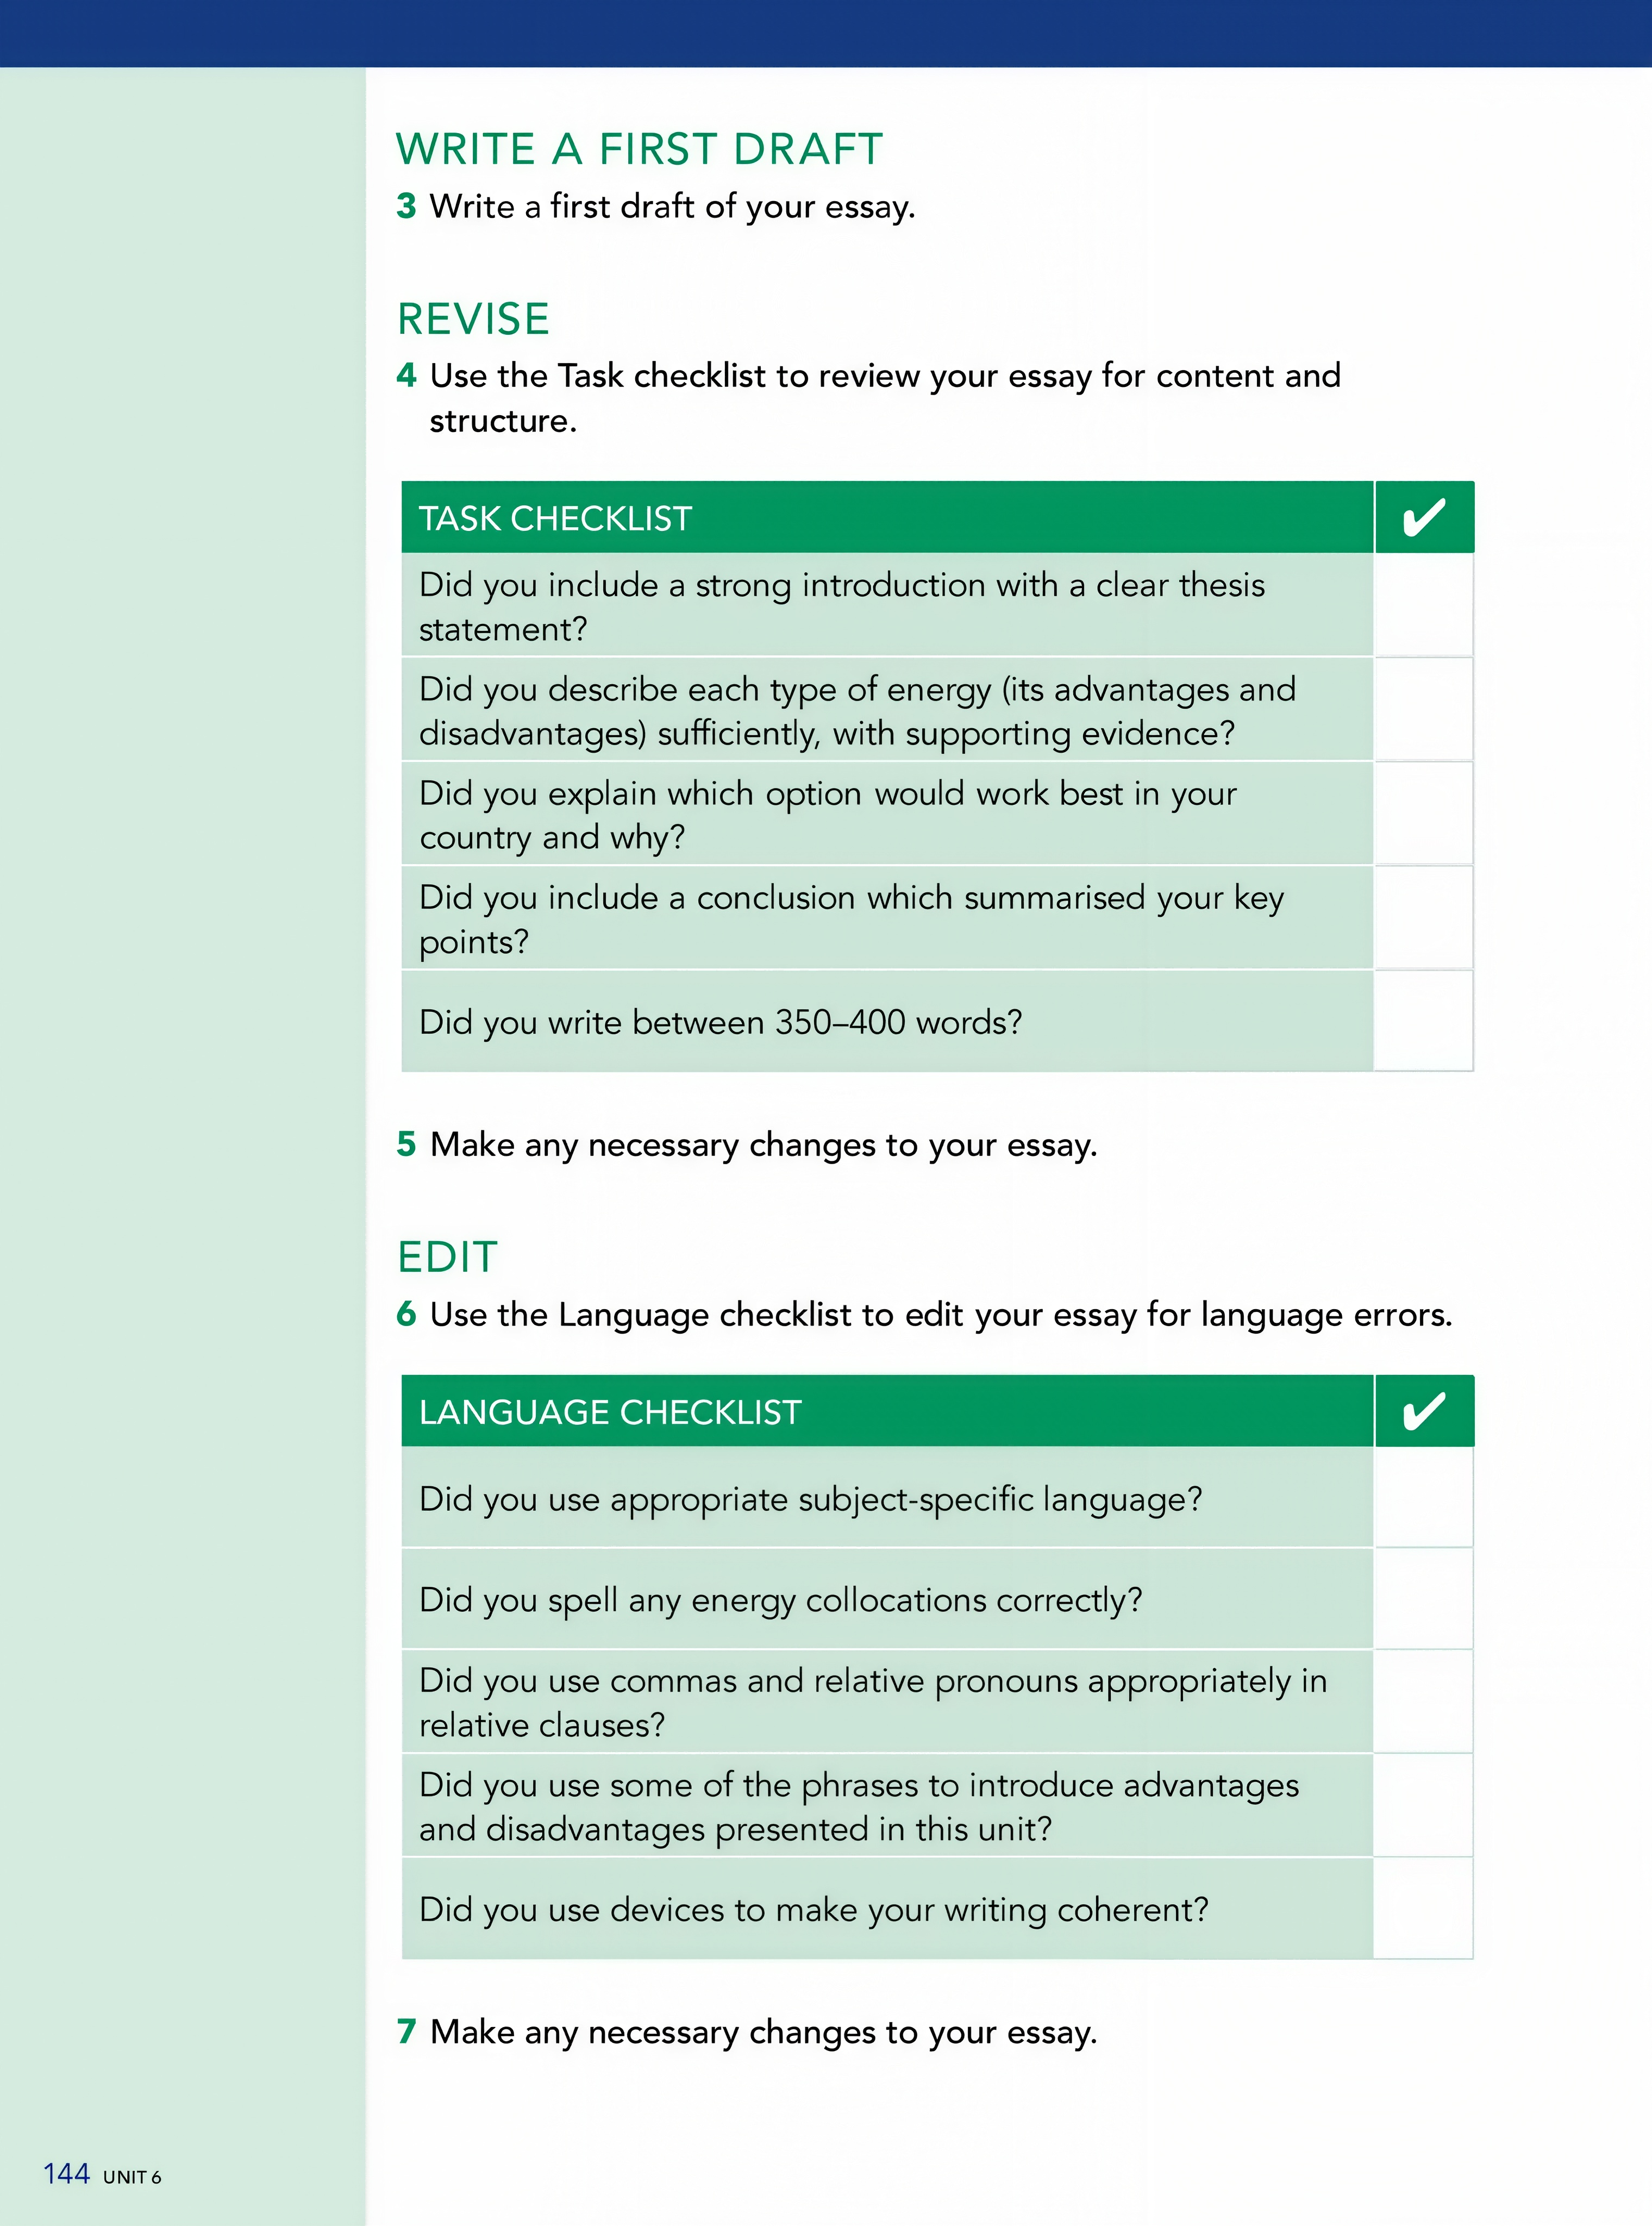 WRITE A FIRST DRAFT
3 Write a first draft of your essay.
REVISE
4 Use the Task checklist to review your essay for content and
structure.
TASK CHECKLIST ✔
Did you include a strong introduction with a clear thesis
statement?
Did you describe each type of energy (its advantages and
disadvantages) sufficiently, with supporting evidence?
Did you explain which option would work best in your
country and why?
Did you include a conclusion which summarised your key
points?
Did you write between 350–400 words?
5 Make any necessary changes to your essay.
EDIT
6 Use the Language checklist to edit your essay for language errors.
LANGUAGE CHECKLIST ✔
Did you use appropriate subject-specific language?
Did you spell any energy collocations correctly?
Did you use commas and relative pronouns appropriately in
relative clauses?
Did you use some of the phrases to introduce advantages
and disadvantages presented in this unit?
Did you use devices to make your writing coherent?
7 Make any necessary changes to your essay.
144 UNIT 6